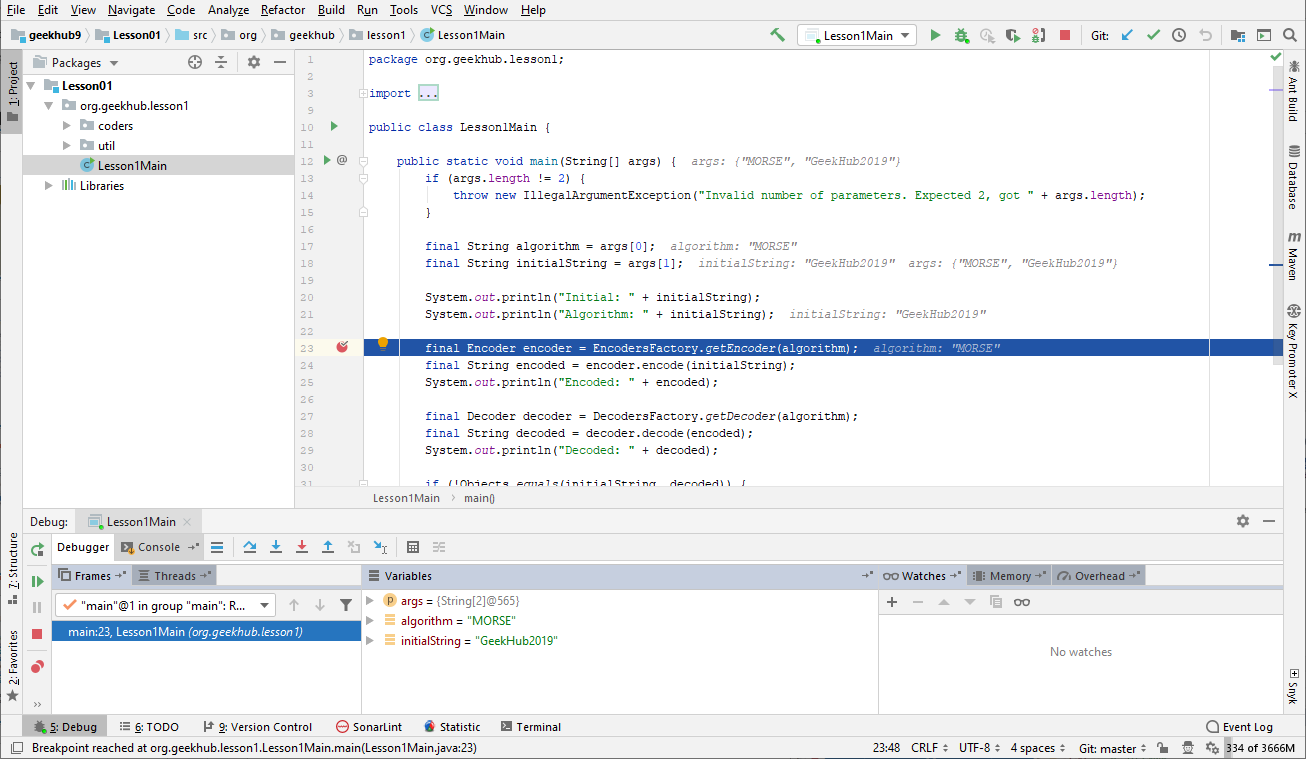 File Edit View Navigate Code Analyze Refactor Build Run Tools VCS Window Help
geekhub9 Lesson01 src org geekhub lesson1 Lesson1Main Lesson1Main Git:
Packages
Lesson01
org.geekhub.lesson1
coders
util
Lesson1Main
Libraries
1: Project
7: Structure
2: Favorites
1 package org.geekhub.lesson1;
2
3 import ...
9
10 public class Lesson1Main {
11
12 public static void main(String[] args) { args: {"MORSE", "GeekHub2019"}
13 if (args.length != 2) {
14 throw new IllegalArgumentException("Invalid number of parameters. Expected 2, got " + args.length);
15 }
16
17 final String algorithm = args[0]; algorithm: "MORSE"
18 final String initialString = args[1]; initialString: "GeekHub2019" args: {"MORSE", "GeekHub2019"}
19
20 System.out.println("Initial: " + initialString);
21 System.out.println("Algorithm: " + initialString); initialString: "GeekHub2019"
22
23 final Encoder encoder = EncodersFactory.getEncoder(algorithm); algorithm: "MORSE"
24 final String encoded = encoder.encode(initialString);
25 System.out.println("Encoded: " + encoded);
26
27 final Decoder decoder = DecodersFactory.getDecoder(algorithm);
28 final String decoded = decoder.decode(encoded);
29 System.out.println("Decoded: " + decoded);
30
31 if (!Objects.equals(initialString, decoded)) {
Lesson1Main main()
Ant Build
Database
m Maven
Key Promoter X
Snyk
Debug: Lesson1Main
Debugger Console
Frames Threads Variables Watches Memory Overhead
"main"@1 in group "main": R...
main:23, Lesson1Main (org.geekhub.lesson1)
p args = {String[2]@565}
algorithm = "MORSE"
initialString = "GeekHub2019"
No watches
5: Debug 6: TODO 9: Version Control SonarLint Statistic Terminal Event Log
Breakpoint reached at org.geekhub.lesson1.Lesson1Main.main(Lesson1Main.java:23) 23:48 CRLF UTF-8 4 spaces Git: master 334 of 3666M